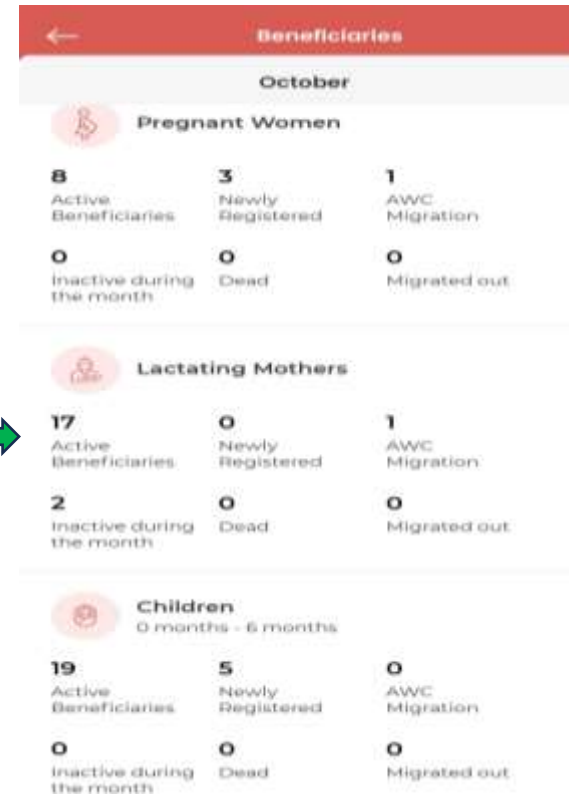 Beneficiaries
October
Pregnant Women
8 3 1
Active Newly AWC
Beneficiaries Registered Migration
0 0 0
Inactive during Dead Migrated out
the month
Lactating Mothers
17 0 1
Active Newly AWC
Beneficiaries Registered Migration
2 0 0
Inactive during Dead Migrated out
the month
Children
0 months - 6 months
19 5 0
Active Newly AWC
Beneficiaries Registered Migration
0 0 0
Inactive during Dead Migrated out
the month